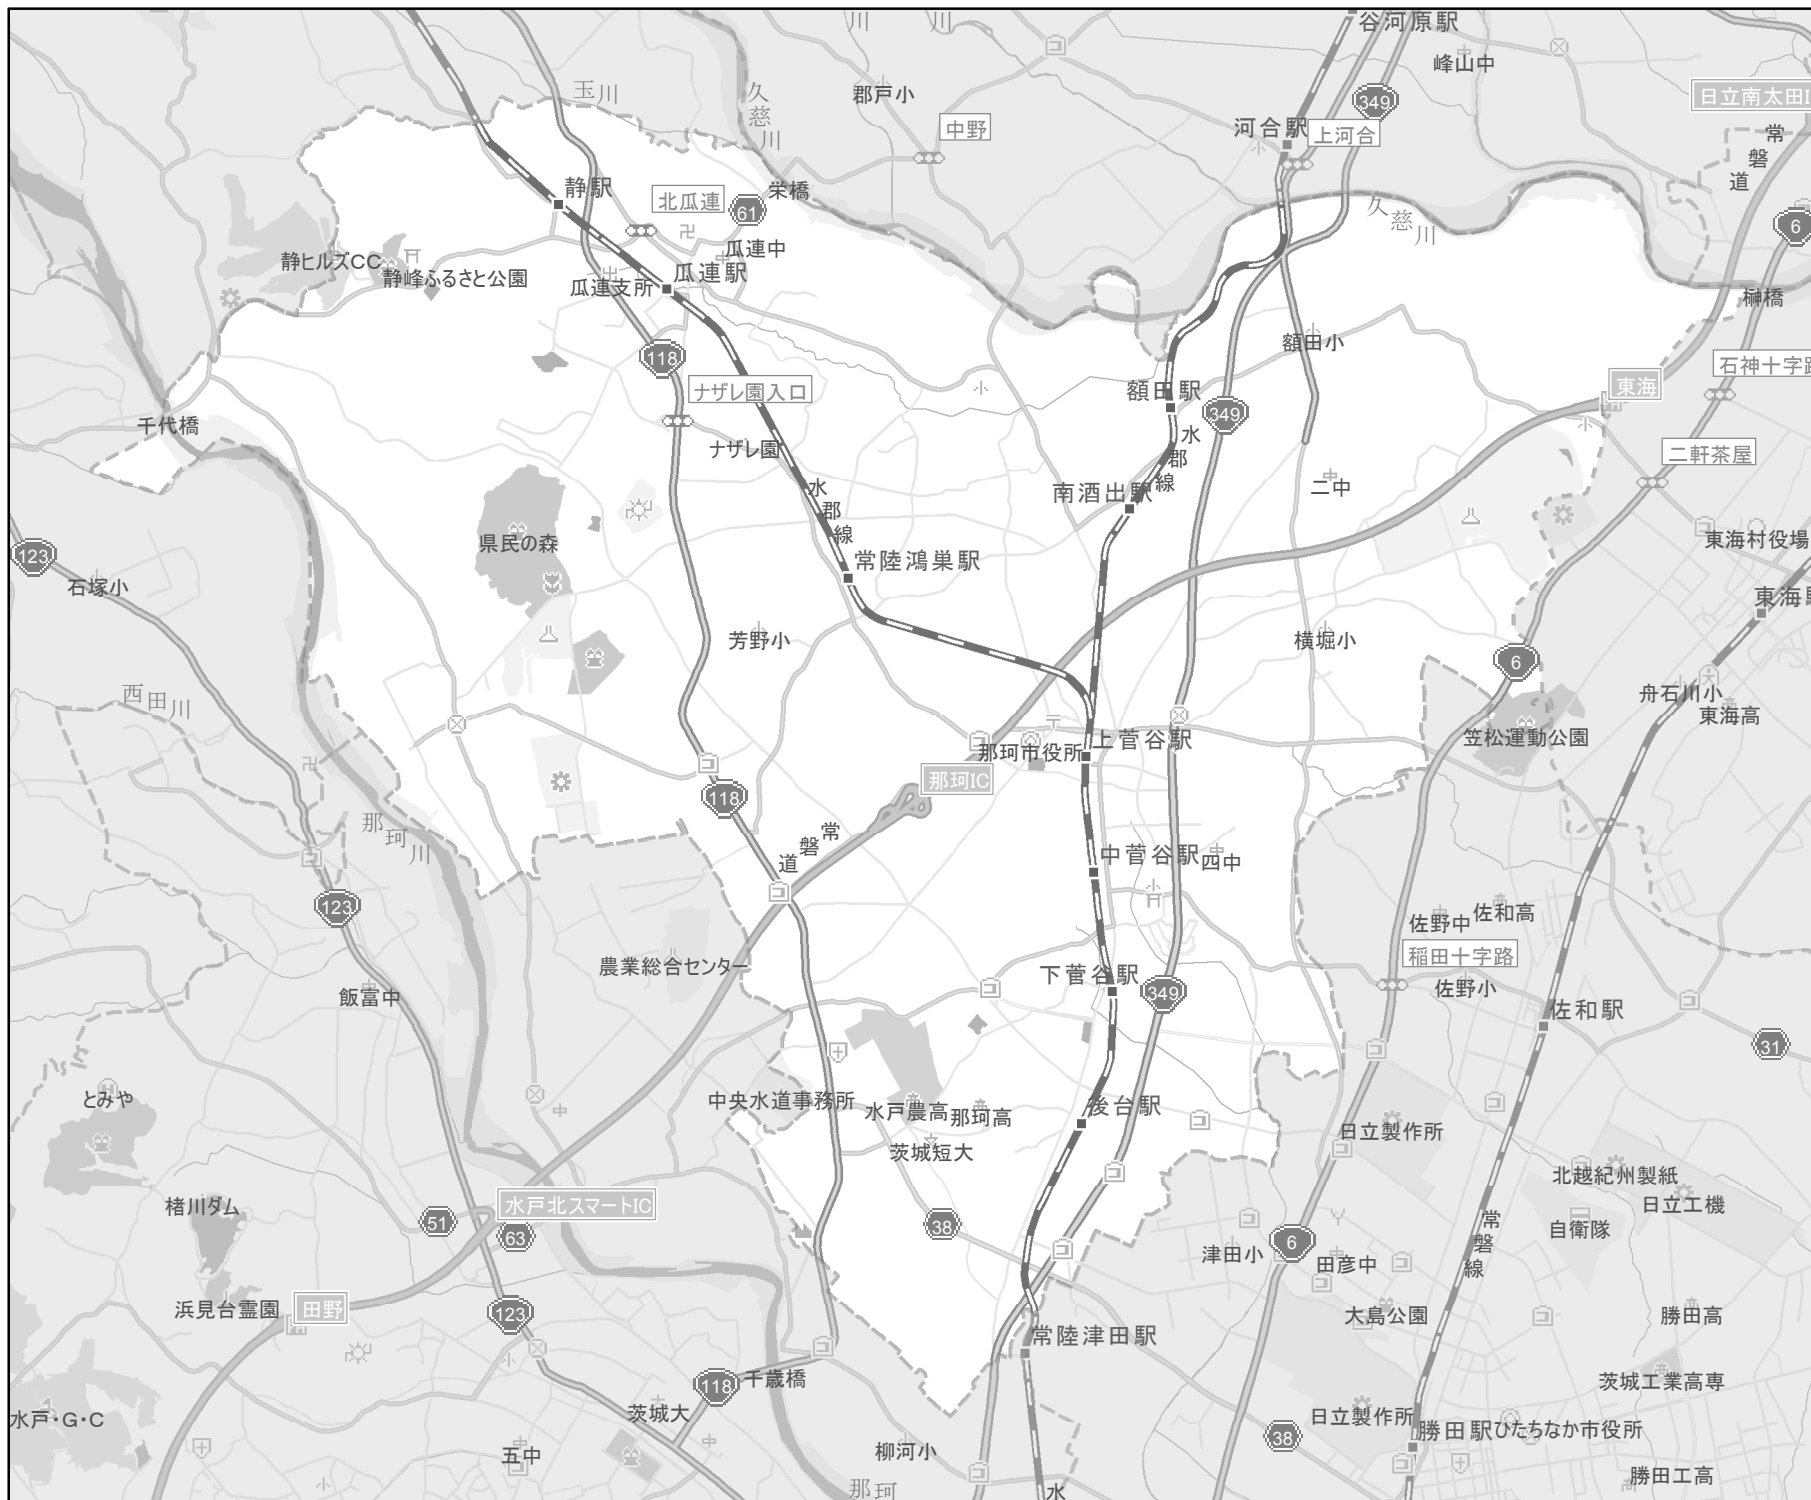 川
川
谷河原駅
峰山中
玉川
久慈川
郡戸小
349
日立南太田I
中野
河合駅
上河合
常磐道
静駅
北瓜連
61
栄橋
久慈川
6
瓜連中
静ヒルズCC
静峰ふるさと公園
瓜連支所
瓜連駅
榊橋
118
額田小
石神十字路
ナザレ園入口
額田駅
東海
349
千代橋
水郡線
ナザレ園
二軒茶屋
水郡線
南酒出駅
二中
県民の森
123
東海村役場
石塚小
常陸鴻巣駅
東海駅
芳野小
横堀小
6
西田川
舟石川小
東海高
笠松運動公園
那珂市役所
上菅谷駅
那珂IC
118
那珂川
常磐道
中菅谷駅
四中
123
佐野中
佐和高
農業総合センター
稲田十字路
飯富中
下菅谷駅
349
佐野小
佐和駅
31
とみや
中央水道事務所
水戸農高
那珂高
後台駅
日立製作所
茨城短大
北越紀州製紙
楮川ダム
水戸北スマートIC
日立工機
51
63
38
自衛隊
常磐線
6
津田小
田彦中
浜見台霊園
田野
123
大島公園
勝田高
常陸津田駅
118
千歳橋
茨城工業高専
水戸・G・C
茨城大
日立製作所
38
勝田駅
ひたちなか市役所
五中
柳河小
勝田工高
那珂
水